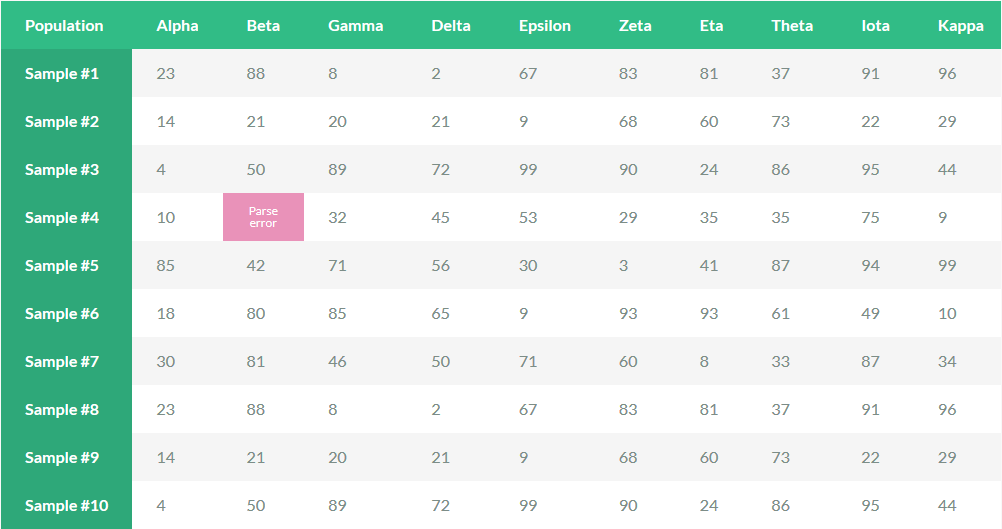 Population Alpha Beta Gamma Delta Epsilon Zeta Eta Theta Iota Kappa
Sample #1 23 88 8 2 67 83 81 37 91 96
Sample #2 14 21 20 21 9 68 60 73 22 29
Sample #3 4 50 89 72 99 90 24 86 95 44
Sample #4 10 Parse error 32 45 53 29 35 35 75 9
Sample #5 85 42 71 56 30 3 41 87 94 99
Sample #6 18 80 85 65 9 93 93 61 49 10
Sample #7 30 81 46 50 71 60 8 33 87 34
Sample #8 23 88 8 2 67 83 81 37 91 96
Sample #9 14 21 20 21 9 68 60 73 22 29
Sample #10 4 50 89 72 99 90 24 86 95 44